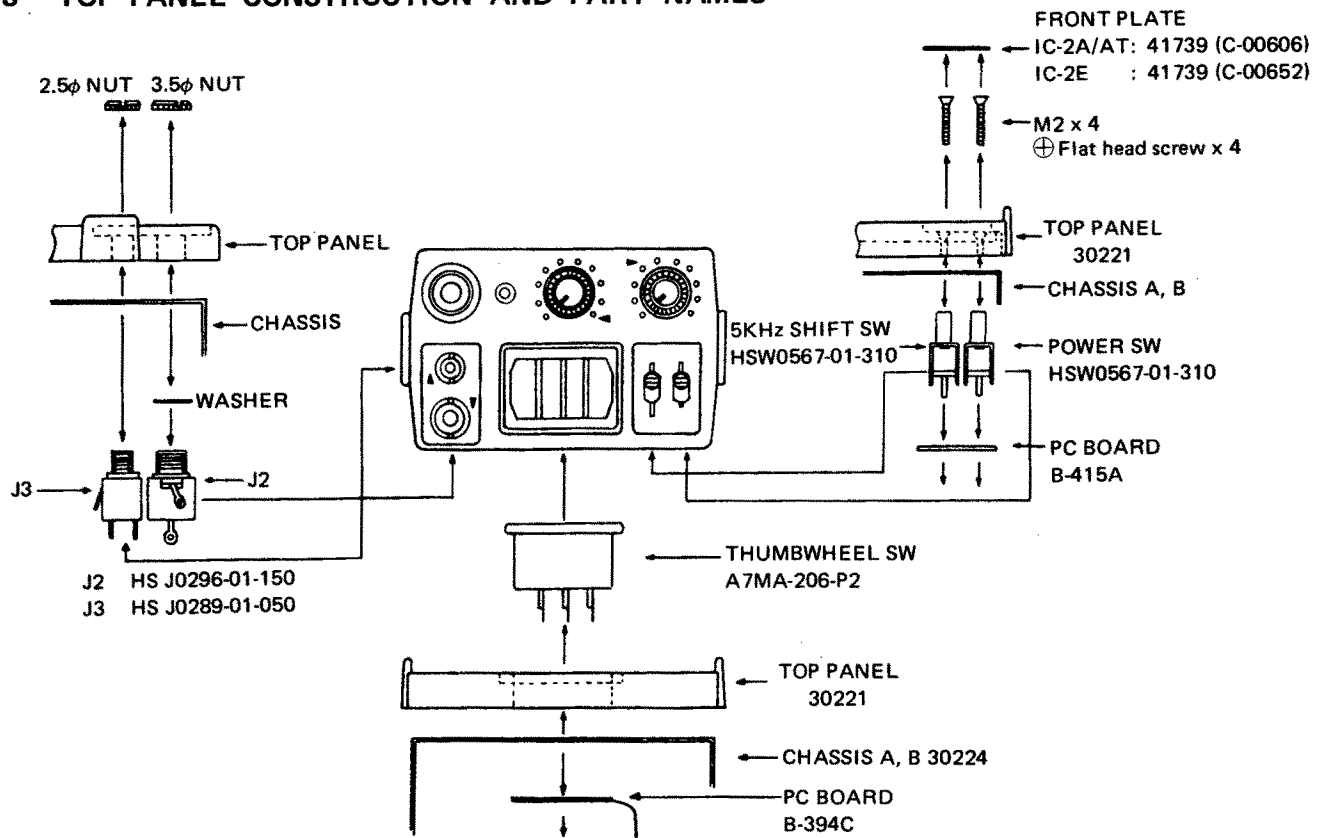 TOP PANEL CONSTRUCTION AND PART NAMES
FRONT PLATE
IC-2A/AT: 41739 (C-00606)
IC-2E : 41739 (C-00652)
2.5φ NUT 3.5φ NUT
M2 x 4
⊕ Flat head screw x 4
TOP PANEL
TOP PANEL
30221
CHASSIS
CHASSIS A, B
5KHz SHIFT SW
HSW0567-01-310
POWER SW
HSW0567-01-310
WASHER
PC BOARD
B-415A
J3
J2
THUMBWHEEL SW
A7MA-206-P2
J2 HS J0296-01-150
J3 HS J0289-01-050
TOP PANEL
30221
CHASSIS A, B 30224
PC BOARD
B-394C